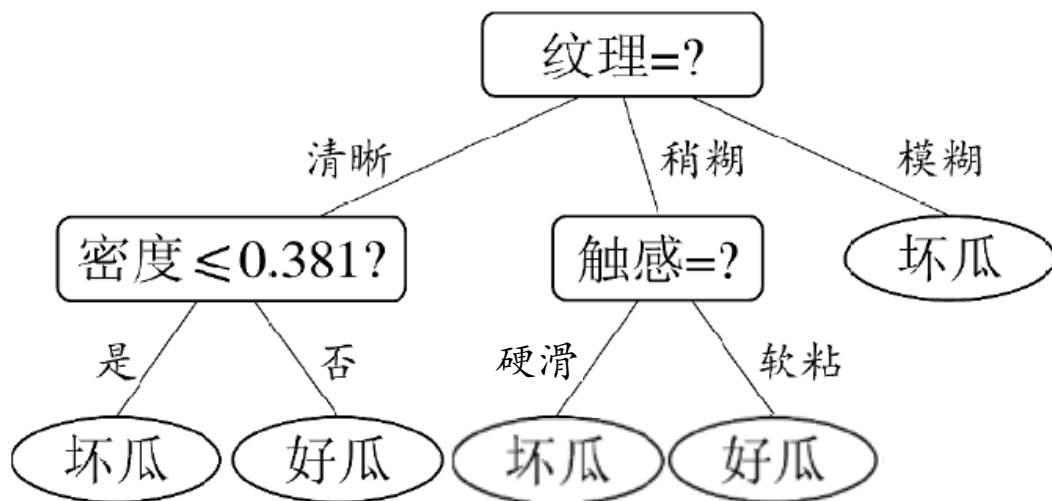 纹理=?
清晰 稍糊 模糊
密度≤0.381? 触感=? 坏瓜
是 否 硬滑 软粘
坏瓜 好瓜 坏瓜 好瓜